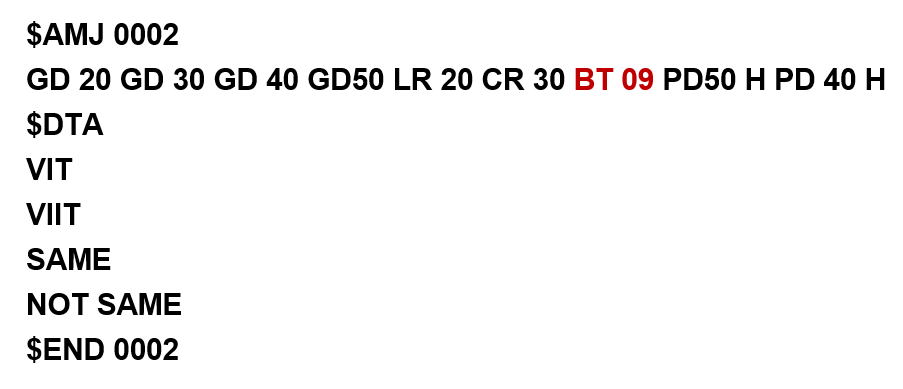 $AMJ 0002
GD 20 GD 30 GD 40 GD50 LR 20 CR 30 BT 09 PD50 H PD 40 H
$DTA
VIT
VIIT
SAME
NOT SAME
$END 0002